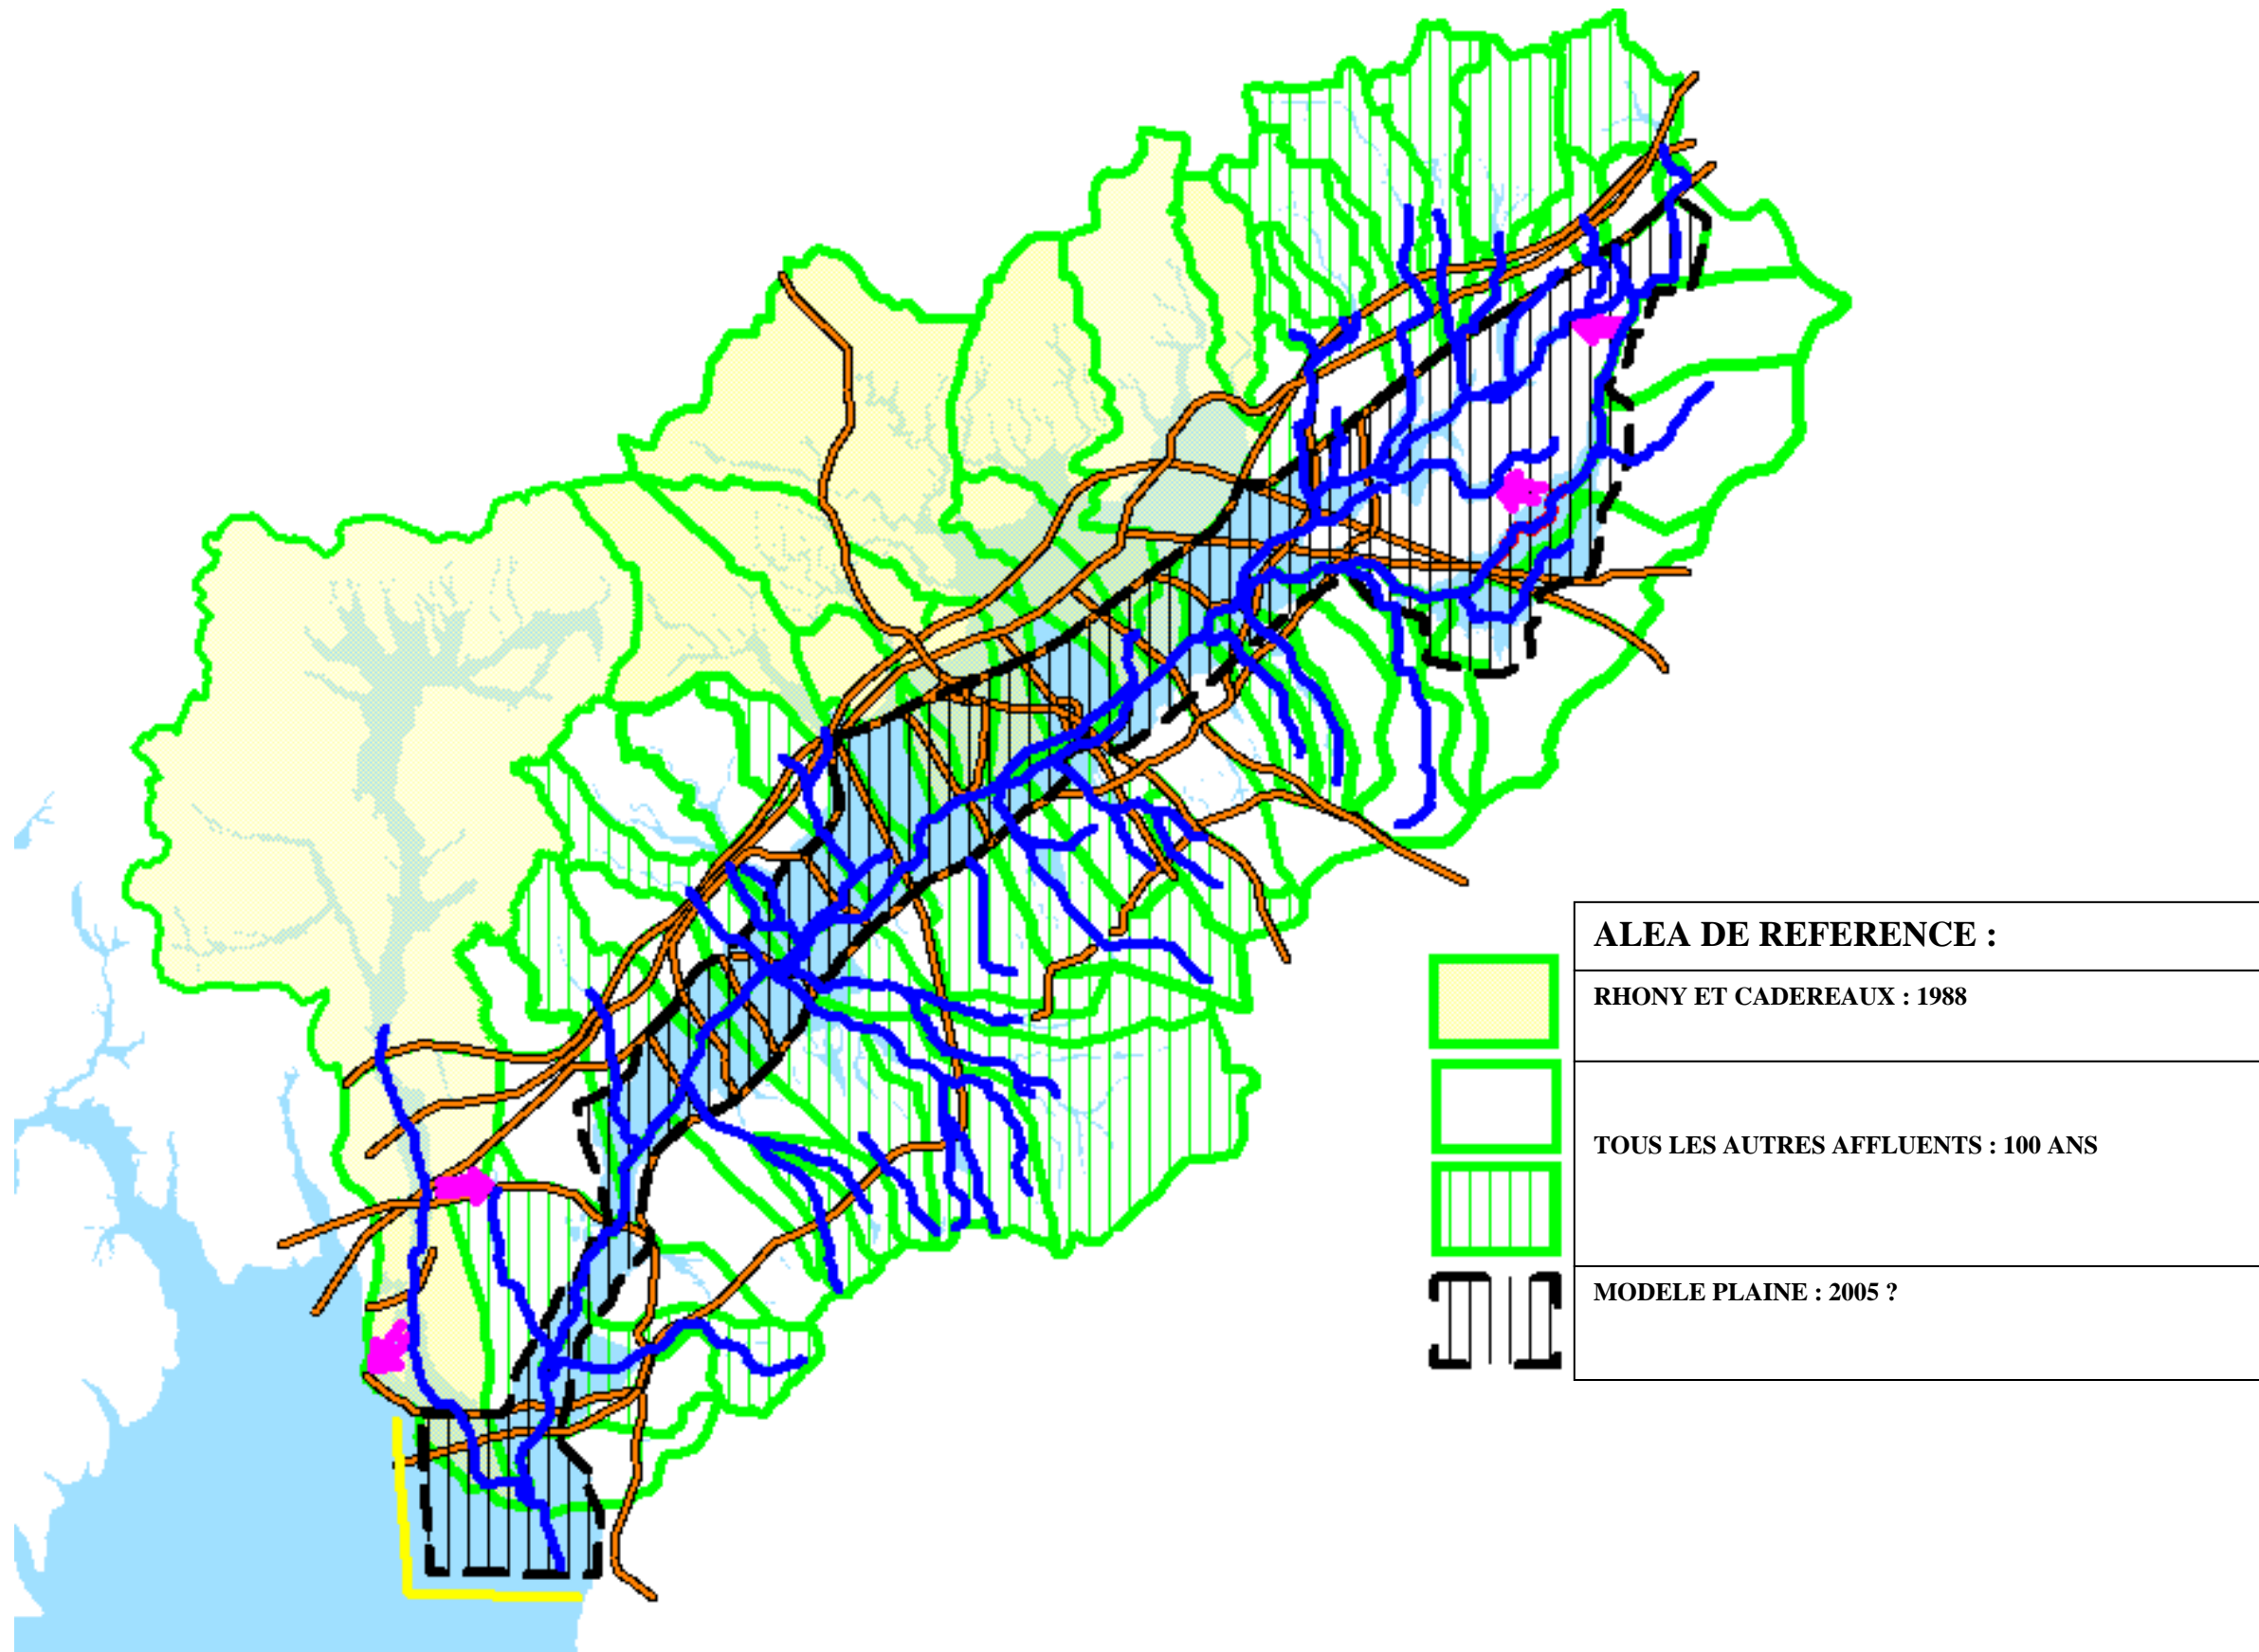 ALEA DE REFERENCE :
RHONY ET CADEREAUX : 1988
TOUS LES AUTRES AFFLUENTS : 100 ANS
MODELE PLAINE : 2005 ?